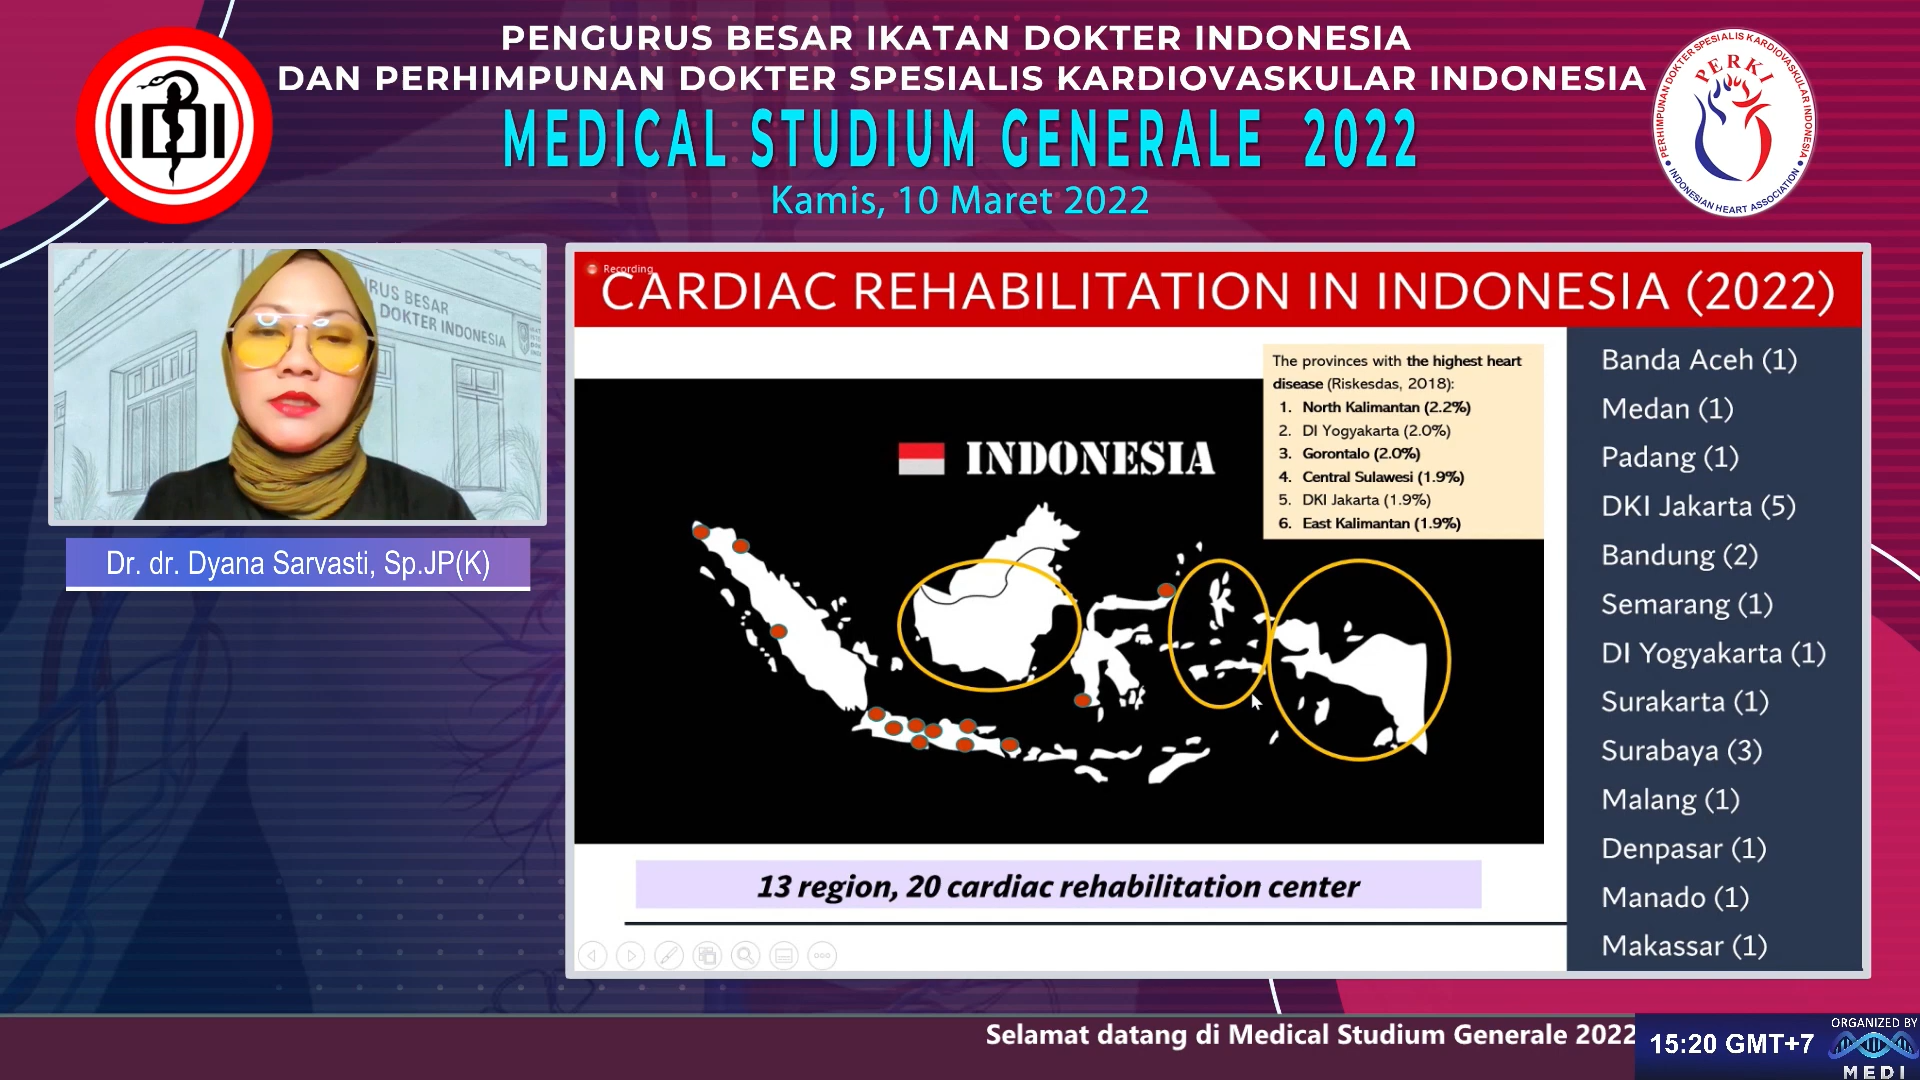 PENGURUS BESAR IKATAN DOKTER INDONESIA
DAN PERHIMPUNAN DOKTER SPESIALIS KARDIOVASKULAR INDONESIA
MEDICAL STUDIUM GENERALE 2022
Kamis, 10 Maret 2022
IDI
PERHIMPUNAN DOKTER SPESIALIS KARDIOVASKULAR INDONESIA
PERKI
INDONESIAN HEART ASSOCIATION
URUS BESAR
DOKTER INDONESIA
Dr. dr. Dyana Sarvasti, Sp.JP(K)
Recording
CARDIAC REHABILITATION IN INDONESIA (2022)
The provinces with the highest heart
disease (Riskesdas, 2018):
1. North Kalimantan (2.2%)
2. DI Yogyakarta (2.0%)
3. Gorontalo (2.0%)
4. Central Sulawesi (1.9%)
5. DKI Jakarta (1.9%)
6. East Kalimantan (1.9%)
INDONESIA
13 region, 20 cardiac rehabilitation center
Banda Aceh (1)
Medan (1)
Padang (1)
DKI Jakarta (5)
Bandung (2)
Semarang (1)
DI Yogyakarta (1)
Surakarta (1)
Surabaya (3)
Malang (1)
Denpasar (1)
Manado (1)
Makassar (1)
Selamat datang di Medical Studium Generale 2022
15:20 GMT+7
ORGANIZED BY
MEDI